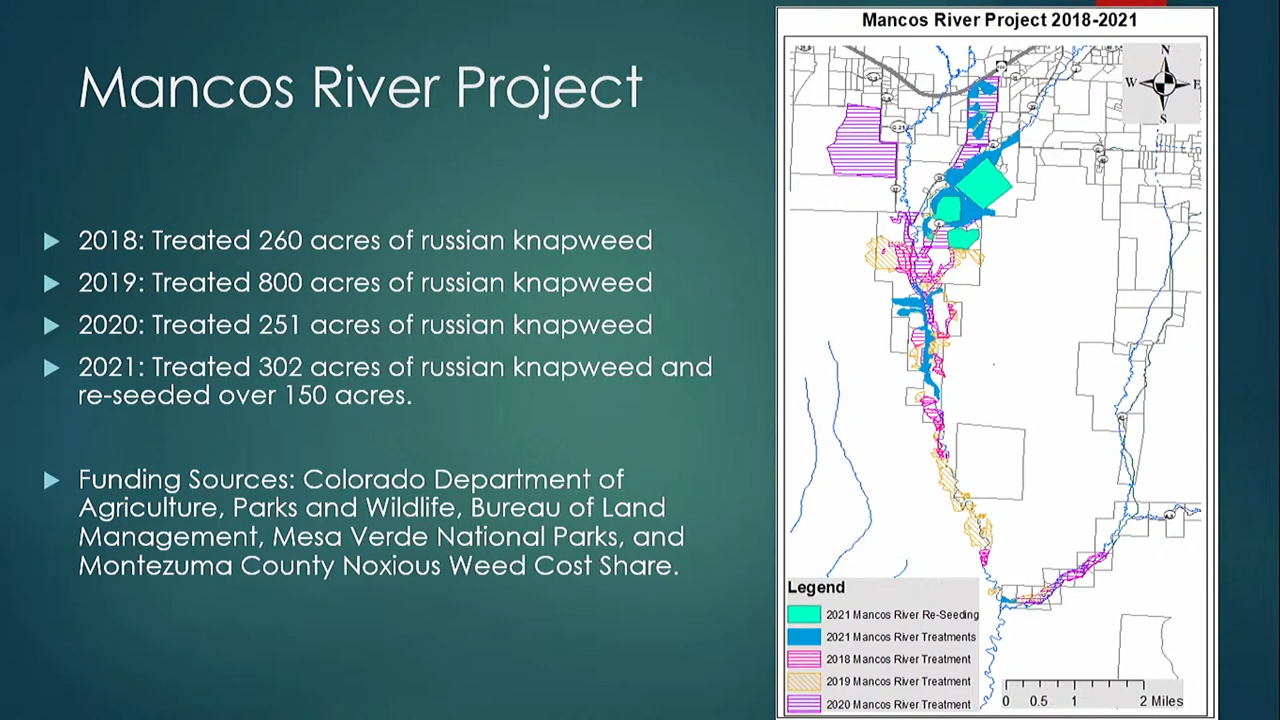 Mancos River Project
2018: Treated 260 acres of russian knapweed
2019: Treated 800 acres of russian knapweed
2020: Treated 251 acres of russian knapweed
2021: Treated 302 acres of russian knapweed and
re-seeded over 150 acres.
Funding Sources: Colorado Department of
Agriculture, Parks and Wildlife, Bureau of Land
Management, Mesa Verde National Parks, and
Montezuma County Noxious Weed Cost Share.
Mancos River Project 2018-2021
N
W E
S
Legend
2021 Mancos River Re-Seeding
2021 Mancos River Treatments
2018 Mancos River Treatment
2019 Mancos River Treatment
2020 Mancos River Treatment
0 0.5 1 2 Miles